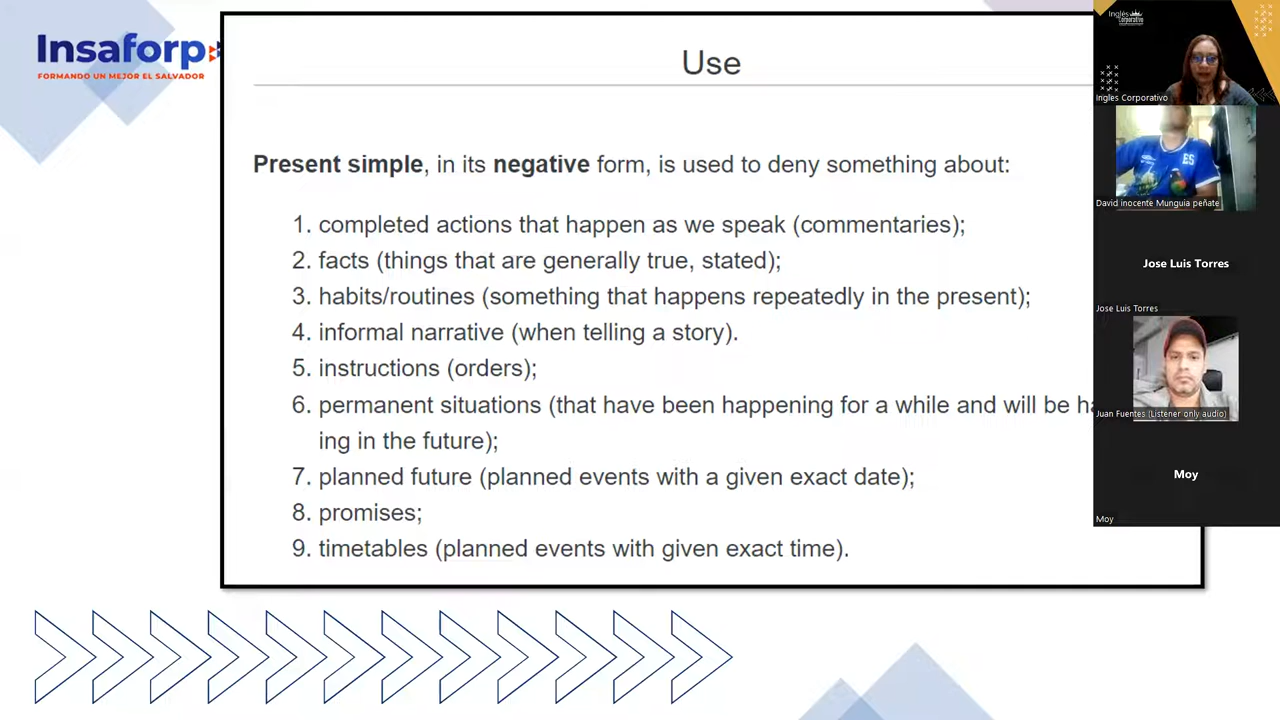 Insaforp
FORMANDO UN MEJOR EL SALVADOR
Use
Present simple, in its negative form, is used to deny something about:
1. completed actions that happen as we speak (commentaries);
2. facts (things that are generally true, stated);
3. habits/routines (something that happens repeatedly in the present);
4. informal narrative (when telling a story).
5. instructions (orders);
6. permanent situations (that have been happening for a while and will be
ing in the future);
7. planned future (planned events with a given exact date);
8. promises;
9. timetables (planned events with given exact time).
Inglés
Corporativo
Ingles Corporativo
ES
David inocente Munguia peñate
Jose Luis Torres
Jose Luis Torres
Juan Fuentes (Listener only audio)
Moy
Moy